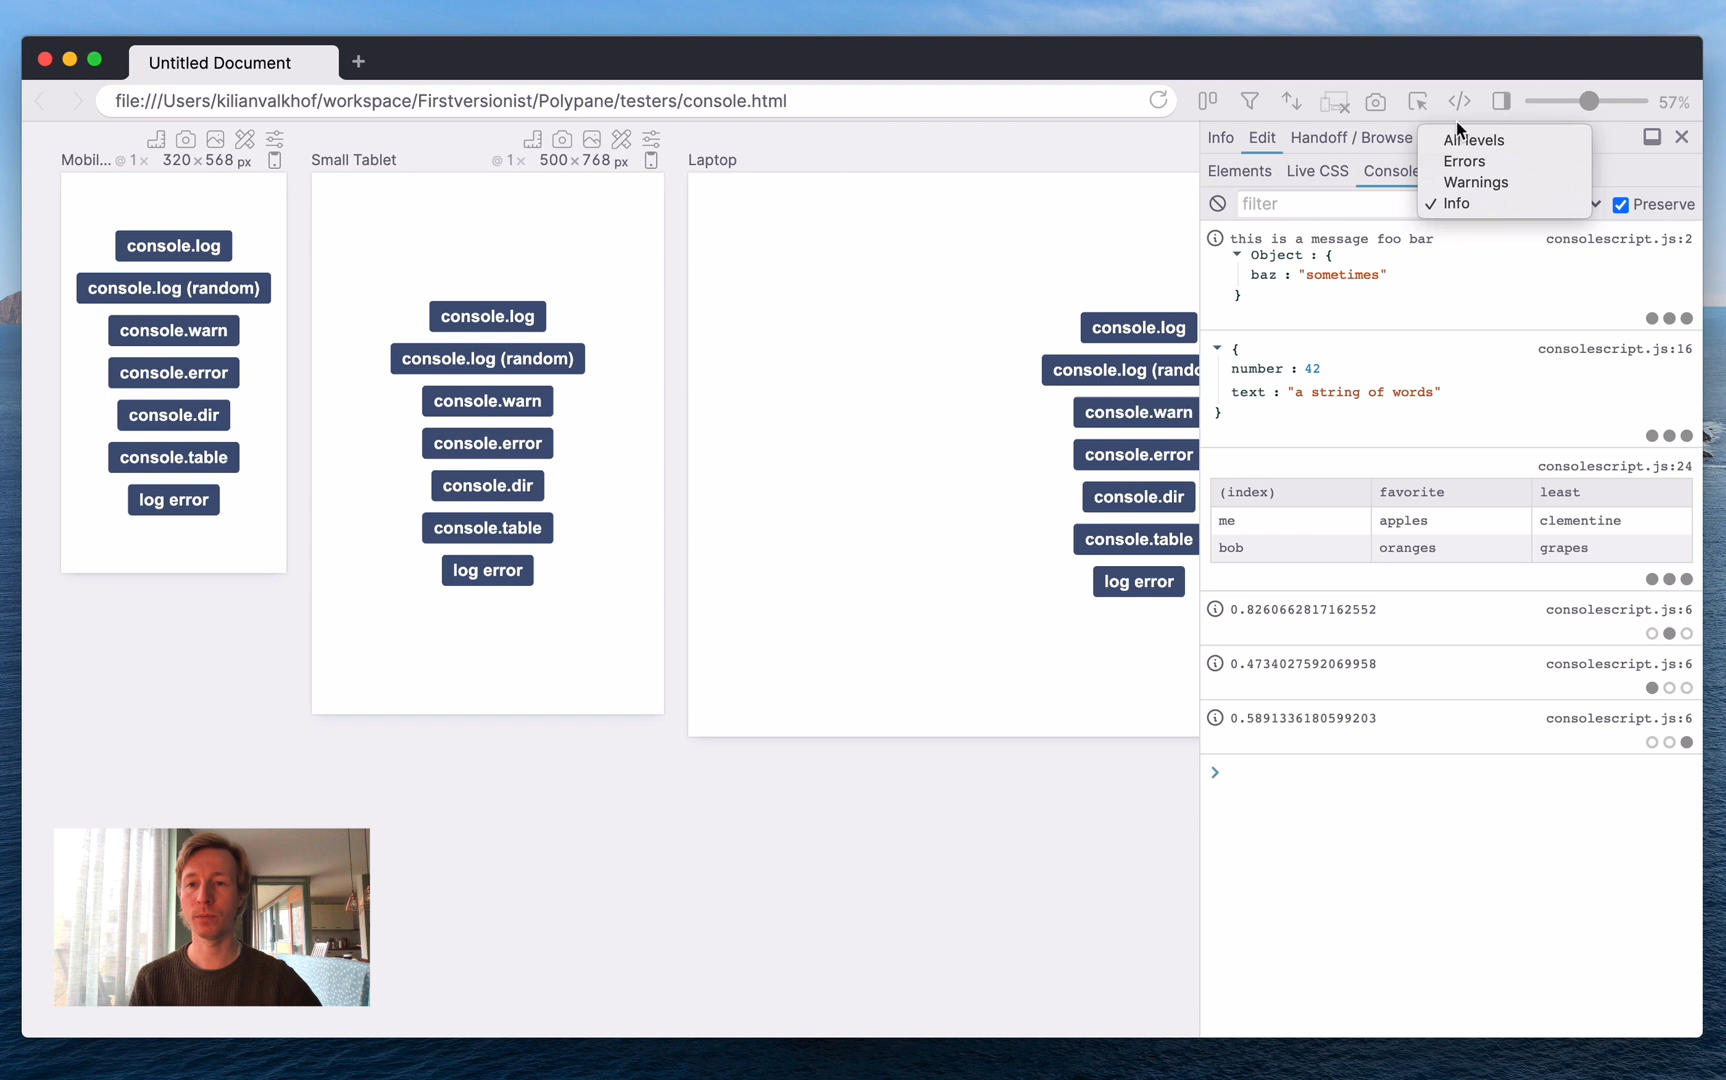 Untitled Document
+
file:///Users/kilianvalkhof/workspace/Firstversionist/Polypane/testers/console.html
57%
Mobil... @ 1× 320×568 px
Small Tablet @ 1× 500×768 px
Laptop
console.log
console.log (random)
console.warn
console.error
console.dir
console.table
log error
console.log
console.log (random)
console.warn
console.error
console.dir
console.table
log error
console.log
console.log (rando
console.warn
console.error
console.dir
console.table
log error
Info Edit Handoff / Browse
Elements Live CSS Console
filter
Preserve
All levels
Errors
Warnings
✓ Info
this is a message foo bar consolescript.js:2
Object : {
baz : "sometimes"
}
{ consolescript.js:16
number : 42
text : "a string of words"
}
consolescript.js:24
(index) favorite least
me apples clementine
bob oranges grapes
0.8260662817162552 consolescript.js:6
0.4734027592069958 consolescript.js:6
0.5891336180599203 consolescript.js:6